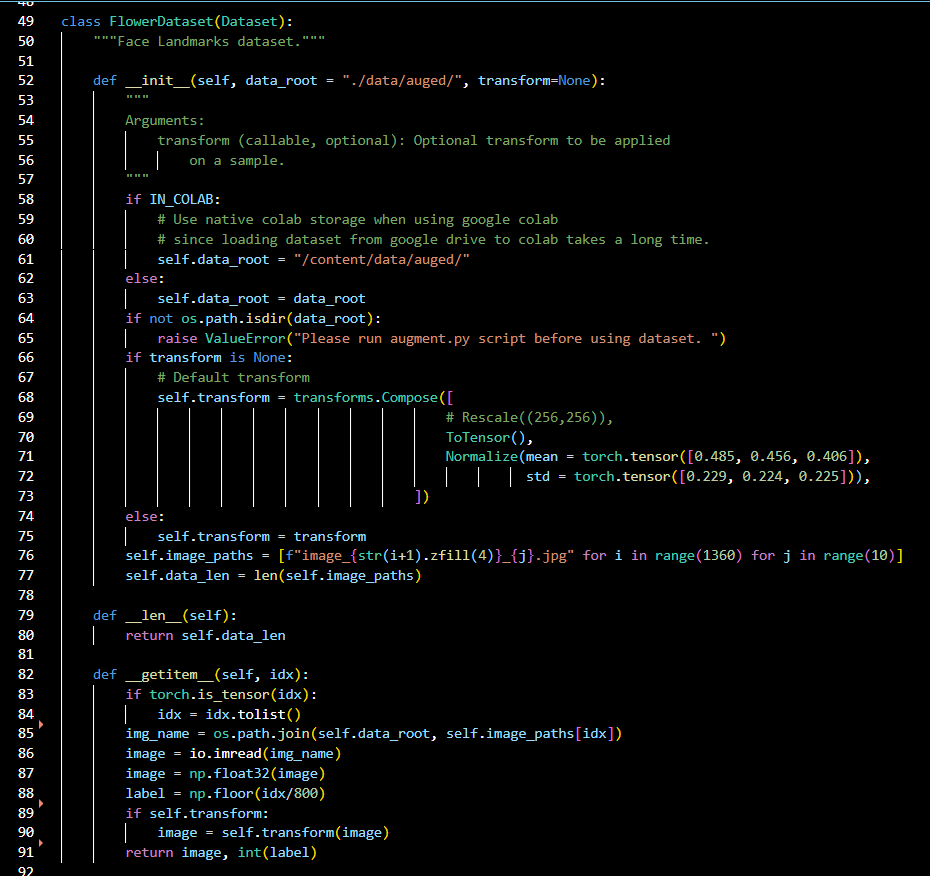 49 class FlowerDataset(Dataset):
50     """Face Landmarks dataset."""
51
52     def __init__(self, data_root = "./data/auged/", transform=None):
53         """
54         Arguments:
55             transform (callable, optional): Optional transform to be applied
56                 on a sample.
57         """
58         if IN_COLAB:
59             # Use native colab storage when using google colab
60             # since loading dataset from google drive to colab takes a long time.
61             self.data_root = "/content/data/auged/"
62         else:
63             self.data_root = data_root
64         if not os.path.isdir(data_root):
65             raise ValueError("Please run augment.py script before using dataset. ")
66         if transform is None:
67             # Default transform
68             self.transform = transforms.Compose([
69                                                 # Rescale((256,256)),
70                                                 ToTensor(),
71                                                 Normalize(mean = torch.tensor([0.485, 0.456, 0.406]),
72                                                           std = torch.tensor([0.229, 0.224, 0.225])),
73                                             ])
74         else:
75             self.transform = transform
76         self.image_paths = [f"image_{str(i+1).zfill(4)}_{j}.jpg" for i in range(1360) for j in range(10)]
77         self.data_len = len(self.image_paths)
78
79     def __len__(self):
80         return self.data_len
81
82     def __getitem__(self, idx):
83         if torch.is_tensor(idx):
84             idx = idx.tolist()
85         img_name = os.path.join(self.data_root, self.image_paths[idx])
86         image = io.imread(img_name)
87         image = np.float32(image)
88         label = np.floor(idx/800)
89         if self.transform:
90             image = self.transform(image)
91         return image, int(label)
92